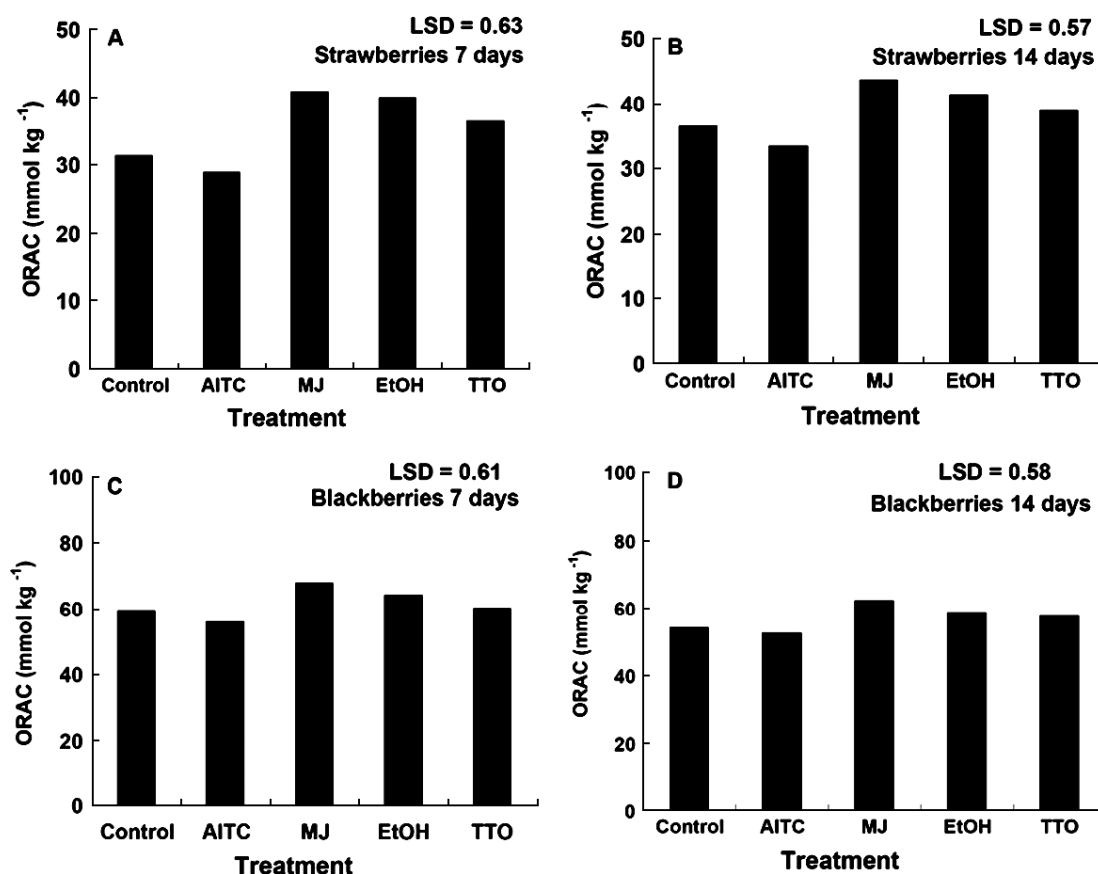 A
LSD = 0.63
Strawberries 7 days
ORAC (mmol kg -1)
50
40
30
20
10
0
Control AITC MJ EtOH TTO
Treatment
B
LSD = 0.57
Strawberries 14 days
ORAC (mmol kg -1)
50
40
30
20
10
0
Control AITC MJ EtOH TTO
Treatment
C
LSD = 0.61
Blackberries 7 days
ORAC (mmol kg -1)
100
80
60
40
20
0
Control AITC MJ EtOH TTO
Treatment
D
LSD = 0.58
Blackberries 14 days
ORAC (mmol kg -1)
100
80
60
40
20
0
Control AITC MJ EtOH TTO
Treatment